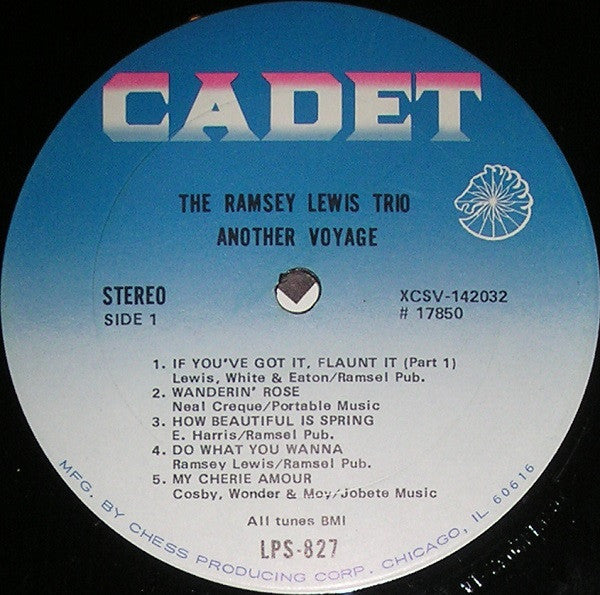 CADET
THE RAMSEY LEWIS TRIO
ANOTHER VOYAGE
STEREO
SIDE 1
XCSV-142032
# 17850
1. IF YOU'VE GOT IT, FLAUNT IT (Part 1)
Lewis, White & Eaton/Ramsel Pub.
2. WANDERIN' ROSE
Neal Creque/Portable Music
3. HOW BEAUTIFUL IS SPRING
E. Harris/Ramsel Pub.
4. DO WHAT YOU WANNA
Ramsey Lewis/Ramsel Pub.
5. MY CHERIE AMOUR
Cosby, Wonder & Moy/Jobete Music
All tunes BMI
LPS-827
MFG. BY CHESS PRODUCING CORP. CHICAGO, IL 60616